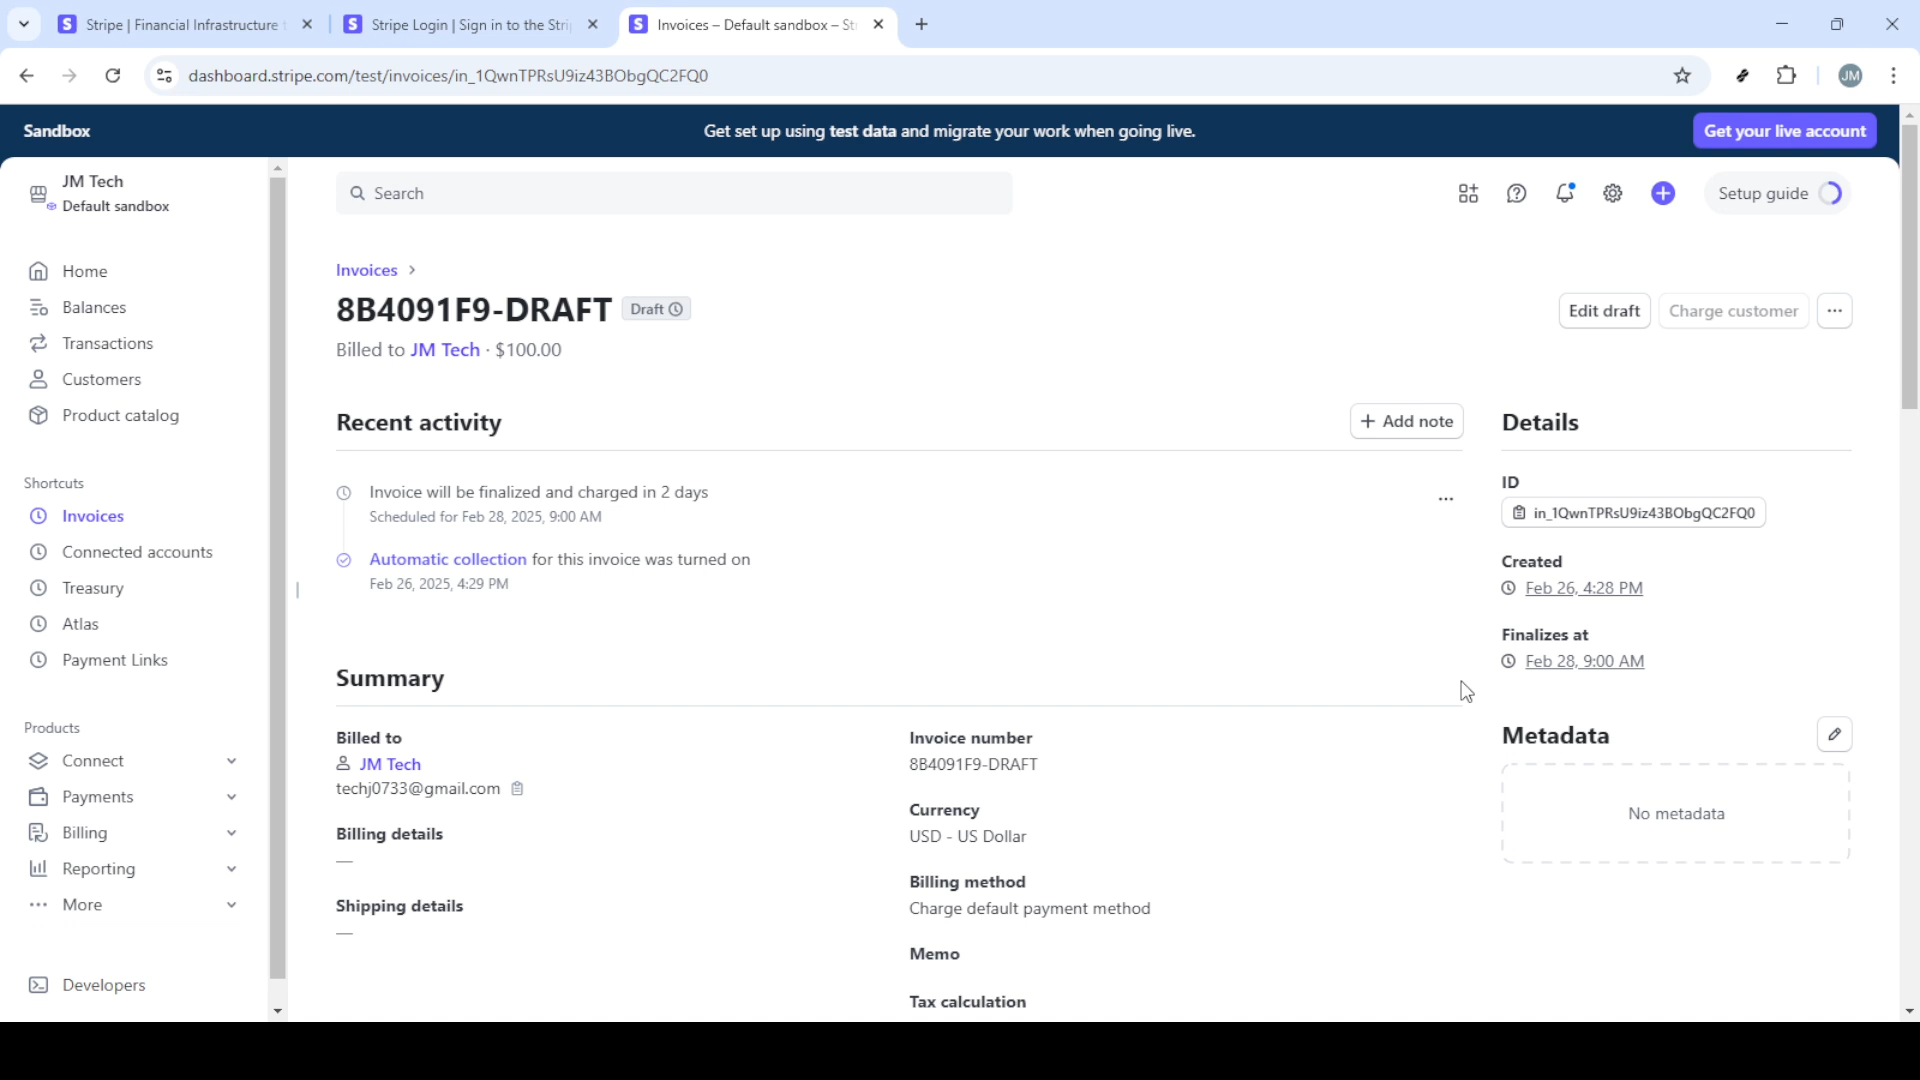 Stripe | Financial Infrastructure
Stripe Login | Sign in to the Stri
Invoices – Default sandbox – St
dashboard.stripe.com/test/invoices/in_1QwnTPRsU9iz43BObgQC2FQ0
JM
Sandbox
Get set up using test data and migrate your work when going live.
Get your live account
JM Tech
Default sandbox
Search
Setup guide
Home
Balances
Transactions
Customers
Product catalog
Shortcuts
Invoices
Connected accounts
Treasury
Atlas
Payment Links
Products
Connect
Payments
Billing
Reporting
More
Developers
Invoices
8B4091F9-DRAFT
Draft
Billed to JM Tech · $100.00
Edit draft
Charge customer
Recent activity
Add note
Invoice will be finalized and charged in 2 days
Scheduled for Feb 28, 2025, 9:00 AM
Automatic collection for this invoice was turned on
Feb 26, 2025, 4:29 PM
Summary
Billed to
JM Tech
techj0733@gmail.com
Billing details
—
Shipping details
—
Invoice number
8B4091F9-DRAFT
Currency
USD - US Dollar
Billing method
Charge default payment method
Memo
Tax calculation
Details
ID
in_1QwnTPRsU9iz43BObgQC2FQ0
Created
Feb 26, 4:28 PM
Finalizes at
Feb 28, 9:00 AM
Metadata
No metadata